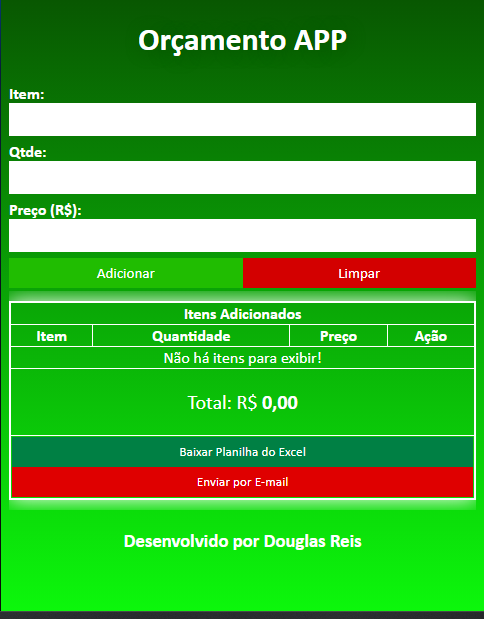 Orçamento APP
Item:
Qtde:
Preço (R$):
Adicionar Limpar
Itens Adicionados
Item Quantidade Preço Ação
Não há itens para exibir!
Total: R$ 0,00
Baixar Planilha do Excel
Enviar por E-mail
Desenvolvido por Douglas Reis